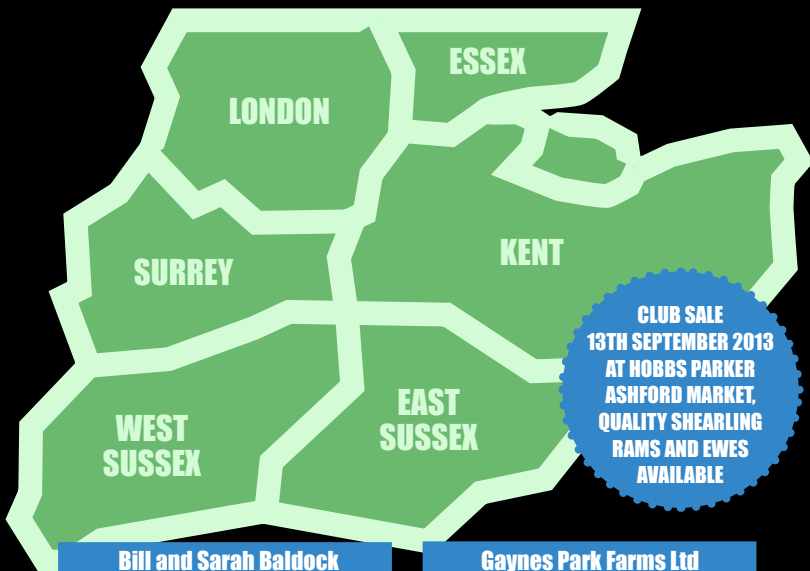 ESSEX
LONDON
KENT
SURREY
CLUB SALE
13TH SEPTEMBER 2013
AT HOBBS PARKER
ASHFORD MARKET,
QUALITY SHEARLING
RAMS AND EWES
AVAILABLE
EAST
SUSSEX
WEST
SUSSEX
Bill and Sarah Baldock
Gaynes Park Farms Ltd